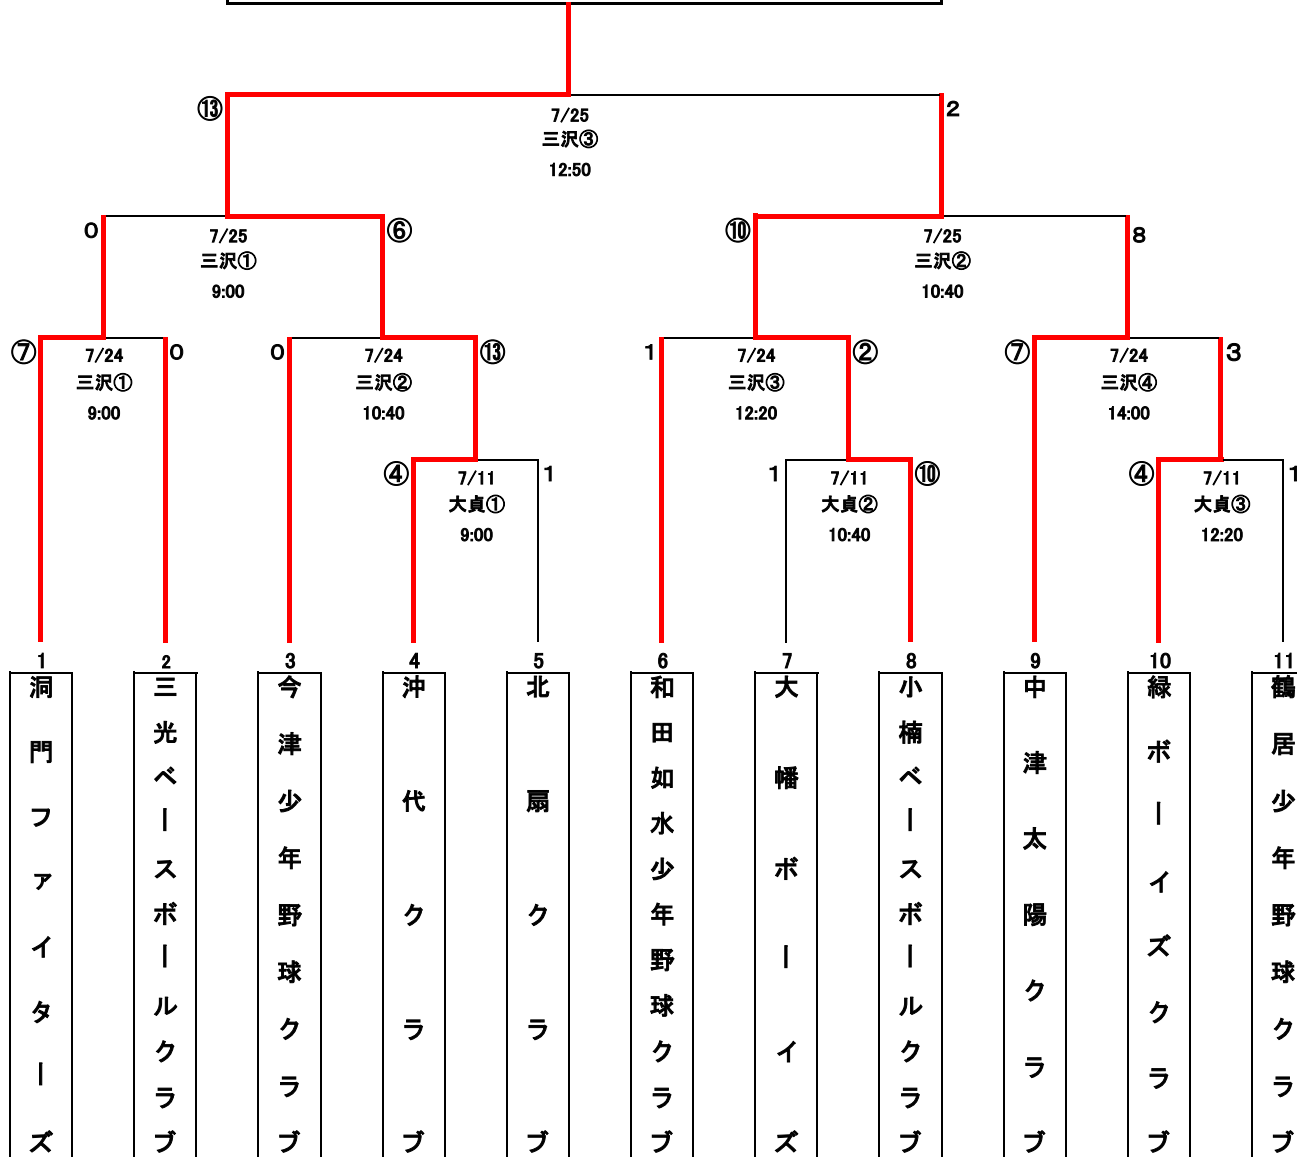 ⑬ 2
7/25
三沢③
12:50
0 ⑥ ⑩ 8
7/25 7/25
三沢① 三沢②
9:00 10:40
⑦ 0 0 ⑬ 1 ② ⑦ 3
7/24 7/24 7/24 7/24
三沢① 三沢② 三沢③ 三沢④
9:00 10:40 12:20 14:00
④ 1 1 ⑩ ④ 1
7/11 7/11 7/11
大貞① 大貞② 大貞③
9:00 10:40 12:20
1 2 3 4 5 6 7 8 9 10 11
洞門ファイターズ
三光ベースボールクラブ
今津少年野球クラブ
沖代クラブ
北扇クラブ
和田如水少年野球クラブ
大幡ボーイズ
小楠ベースボールクラブ
中津太陽クラブ
緑ボーイズクラブ
鶴居少年野球クラブ